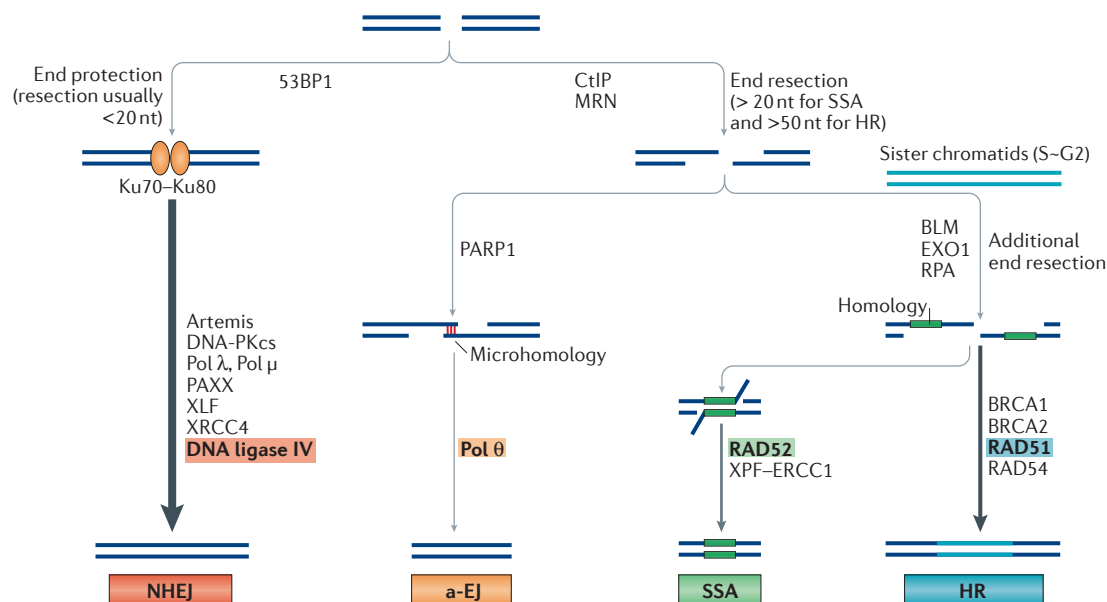 End protection
(resection usually
<20 nt)
53BP1
CtIP
MRN
End resection
(> 20 nt for SSA
and >50 nt for HR)
Ku70–Ku80
Sister chromatids (S~G2)
PARP1
BLM
EXO1
RPA
Additional
end resection
Homology
Microhomology
Artemis
DNA-PKcs
Pol λ, Pol μ
PAXX
XLF
XRCC4
DNA ligase IV
Pol θ
RAD52
XPF–ERCC1
BRCA1
BRCA2
RAD51
RAD54
NHEJ
a-EJ
SSA
HR